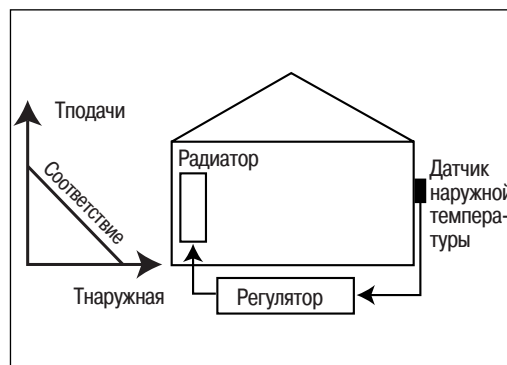 Тподачи
Соответствие
Тнаружная
Радиатор
Регулятор
Датчик
наружной
темпера-
туры